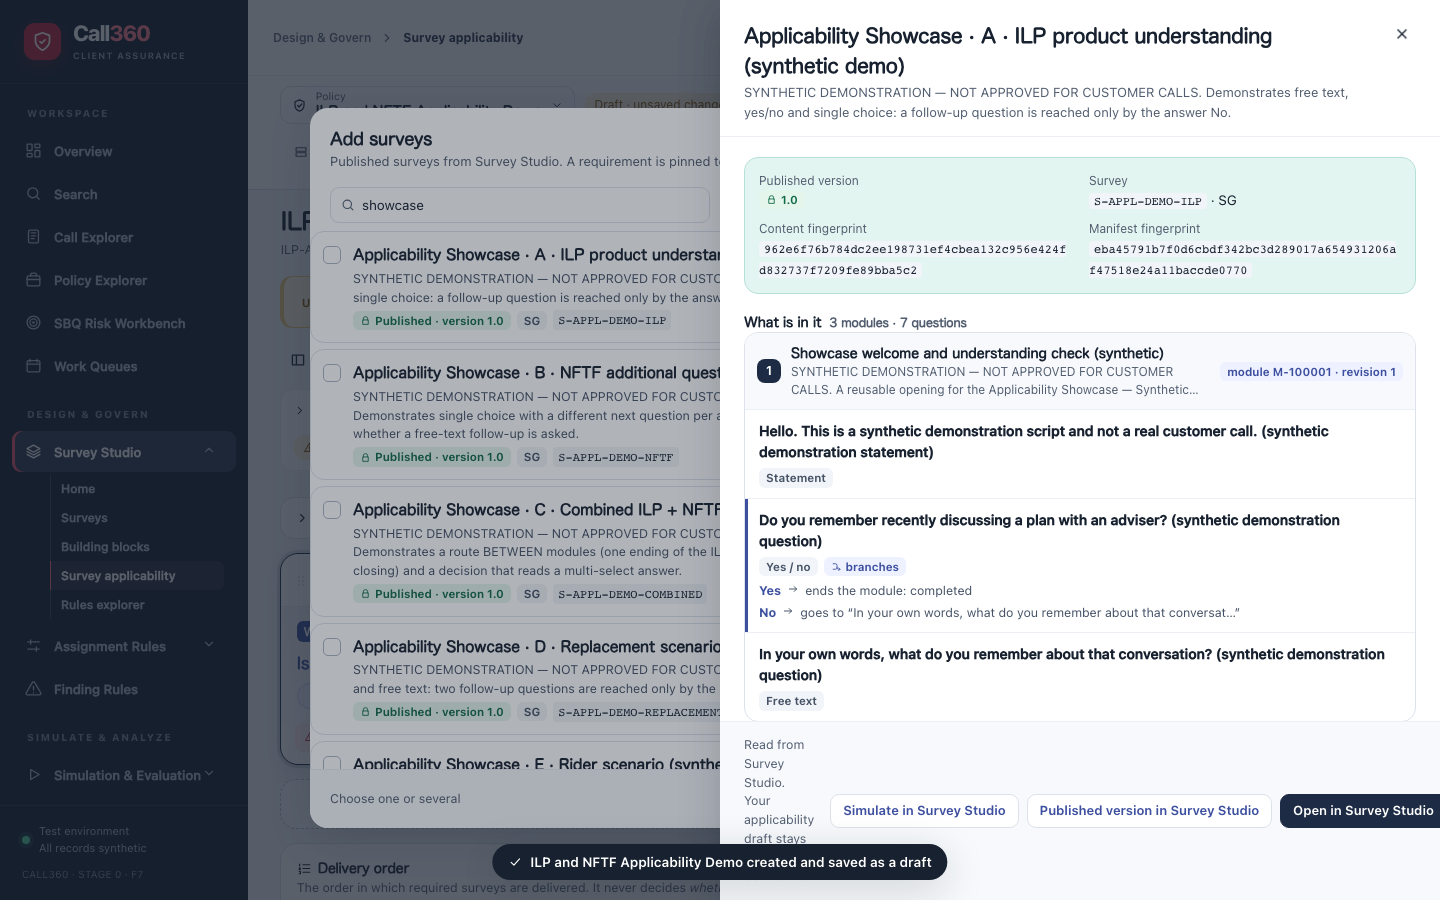 Call360
CLIENT ASSURANCE
WORKSPACE
Overview
Search
Call Explorer
Policy Explorer
SBQ Risk Workbench
Work Queues
DESIGN & GOVERN
Survey Studio
Home
Surveys
Building blocks
Survey applicability
Rules explorer
Assignment Rules
Finding Rules
SIMULATE & ANALYZE
Simulation & Evaluation
Test environment
All records synthetic
CALL360 · STAGE 0 · F7
Design & Govern > Survey applicability
Policy
Draft · unsaved chang
ILP
ILP-A
Add surveys
Published surveys from Survey Studio. A requirement is pinned t
showcase
Applicability Showcase · A · ILP product understan
SYNTHETIC DEMONSTRATION — NOT APPROVED FOR CUSTO
single choice: a follow-up question is reached only by the answ
Published · version 1.0 SG S-APPL-DEMO-ILP
Applicability Showcase · B · NFTF additional quest
SYNTHETIC DEMONSTRATION — NOT APPROVED FOR CUSTO
Demonstrates single choice with a different next question per a
whether a free-text follow-up is asked.
Published · version 1.0 SG S-APPL-DEMO-NFTF
Applicability Showcase · C · Combined ILP + NFTF
SYNTHETIC DEMONSTRATION — NOT APPROVED FOR CUSTO
Demonstrates a route BETWEEN modules (one ending of the IL
closing) and a decision that reads a multi-select answer.
Published · version 1.0 SG S-APPL-DEMO-COMBINED
Applicability Showcase · D · Replacement scenario
SYNTHETIC DEMONSTRATION — NOT APPROVED FOR CUSTO
and free text: two follow-up questions are reached only by the
Published · version 1.0 SG S-APPL-DEMO-REPLACEMENT
Applicability Showcase · E · Rider scenario (synthe
Choose one or several
Delivery order
The order in which required surveys are delivered. It never decides whet
Applicability Showcase · A · ILP product understanding
(synthetic demo)
SYNTHETIC DEMONSTRATION — NOT APPROVED FOR CUSTOMER CALLS. Demonstrates free text,
yes/no and single choice: a follow-up question is reached only by the answer No.
Published version
1.0
Survey
S-APPL-DEMO-ILP · SG
Content fingerprint
962e6f76b784dc2ee198731ef4cbea132c956e424f
d832737f7209fe89bba5c2
Manifest fingerprint
eba45791b7f0d6cbdf342bc3d289017a654931206a
f47518e24a11baccde0770
What is in it 3 modules · 7 questions
1
Showcase welcome and understanding check (synthetic)
SYNTHETIC DEMONSTRATION — NOT APPROVED FOR CUSTOMER
CALLS. A reusable opening for the Applicability Showcase — Synthetic...
module M-100001 · revision 1
Hello. This is a synthetic demonstration script and not a real customer call. (synthetic
demonstration statement)
Statement
Do you remember recently discussing a plan with an adviser? (synthetic demonstration
question)
Yes / no branches
Yes → ends the module: completed
No → goes to “In your own words, what do you remember about that conversat…”
In your own words, what do you remember about that conversation? (synthetic demonstration
question)
Free text
Read from
Survey
Studio.
Your
applicability
draft stays
Simulate in Survey Studio
Published version in Survey Studio
Open in Survey Studio
ILP and NFTF Applicability Demo created and saved as a draft